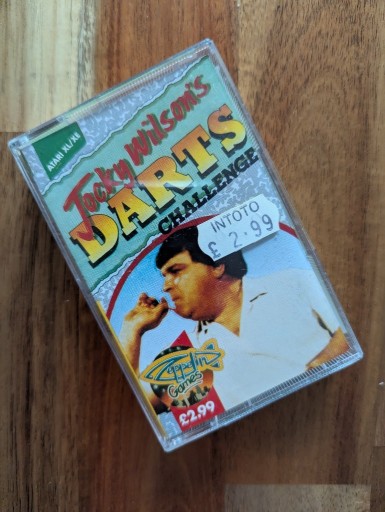 ATARI XL/XE
Jocky Wilson's
DARTS
CHALLENGE
INTOTO
£2.99
Zeppelin
Games
£2.99